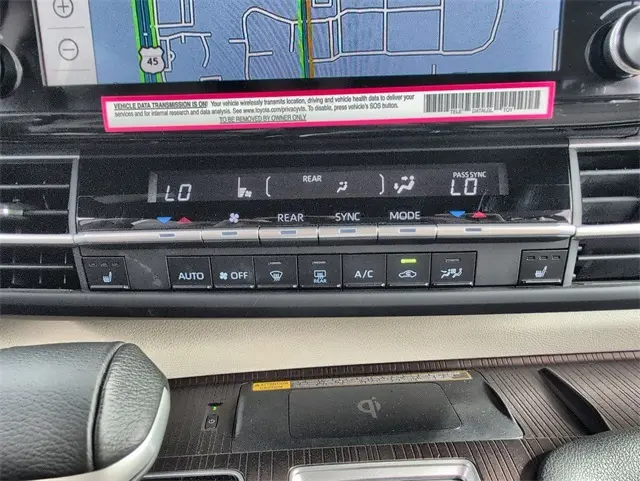 45
VEHICLE DATA TRANSMISSION IS ON! Your vehicle wirelessly transmits location, driving and vehicle health data to deliver your
services and for internal research and data analysis. See www.toyota.com/privacyvts. To disable, press vehicle's SOS button.
TO BE REMOVED BY OWNER ONLY
LO
REAR
PASS SYNC
LO
REAR
SYNC
MODE
AUTO
OFF
REAR
A/C
qi